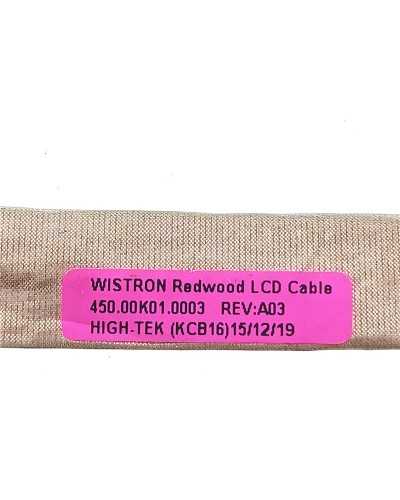 WISTRON Redwood LCD Cable
450.00K01.0003 REV:A03
HIGH-TEK (KCB16)15/12/19